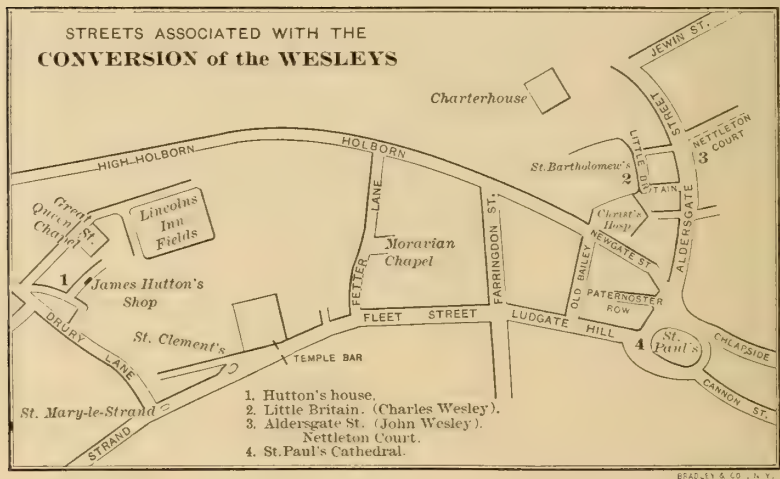 STREETS ASSOCIATED WITH THE
CONVERSION of the WESLEYS
JEWIN ST.
Charterhouse
STREET
NETTLETON
COURT
3
HIGH-HOLBORN
HOLBORN
LITTLE BRITAIN
St. Bartholomew's
2
ALDERSGATE
Great
Queen St.
Chapel
Lincolns
Inn
Fields
FETTER LANE
Moravian
Chapel
FARRINGDON ST.
Christ's
Hosp
NEWGATE ST
OLD BAILEY
1
James Hutton's
Shop
PATERNOSTER
ROW
DRURY LANE
St. Clement's
FLEET STREET
LUDGATE HILL
4
St.
Paul's
CHEAPSIDE
TEMPLE BAR
CANNON ST.
St. Mary-le-Strand
STRAND
1. Hutton's house.
2. Little Britain. (Charles Wesley).
3. Aldersgate St. (John Wesley).
Nettleton Court.
4. St. Paul's Cathedral.
BRADLEY & CO., N. Y.